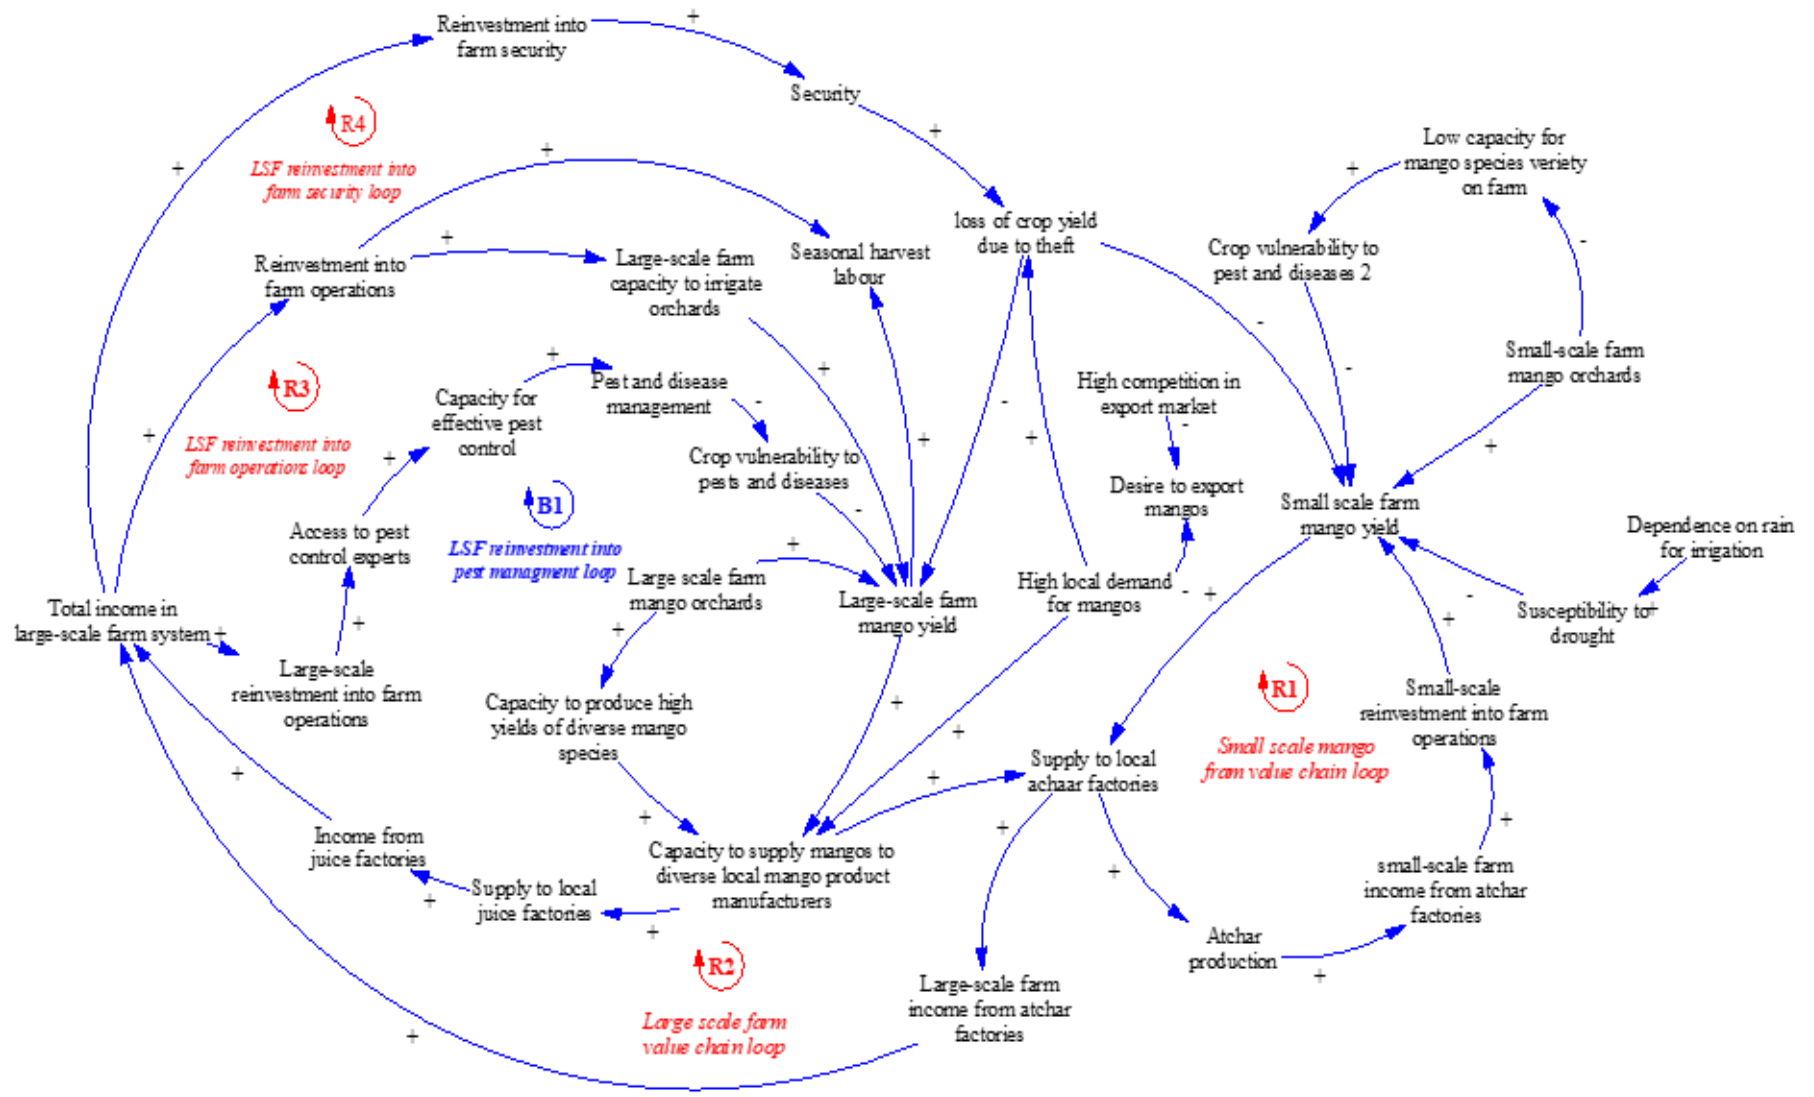 Reinvestment into
farm security
+
Security
+
+
R4
LSF reinvestment into
farm security loop
+
Low capacity for
mango species veriety
on farm
+
-
loss of crop yield
due to theft
Crop vulnerability to
pest and diseases 2
Seasonal harvest
labour
+
Reinvestment into
farm operations
Large-scale farm
capacity to irrigate
orchards
-
-
Small-scale farm
mango orchards
+
+
+
R3
LSF reinvestment into
farm operations loop
+
Capacity for
effective pest
control
Pest and disease
management
-
+
High competition in
export market
-
-
+
+
Crop vulnerability to
pests and diseases
-
+
B1
LSF reinvestment into
pest managment loop
Desire to export
mangos
Small scale farm
mango yield
Dependence on rain
for irrigation
Access to pest
control experts
+
Large scale farm
mango orchards
+
Large-scale farm
mango yield
High local demand
for mangos
-
+
-
+
Susceptibility to
drought
+
Total income in
large-scale farm system
+
+
Large-scale
reinvestment into farm
operations
Capacity to produce high
yields of diverse mango
species
+
+
R1
Small scale mango
fram value chain loop
Small-scale
reinvestment into farm
operations
+
Supply to local
achaar factories
+
+
+
+
+
Income from
juice factories
Capacity to supply mangos to
diverse local mango product
manufacturers
small-scale farm
income from atchar
factories
+
Supply to local
juice factories
+
+
Atchar
production
+
R2
Large scale farm
value chain loop
Large-scale farm
income from atchar
factories
+